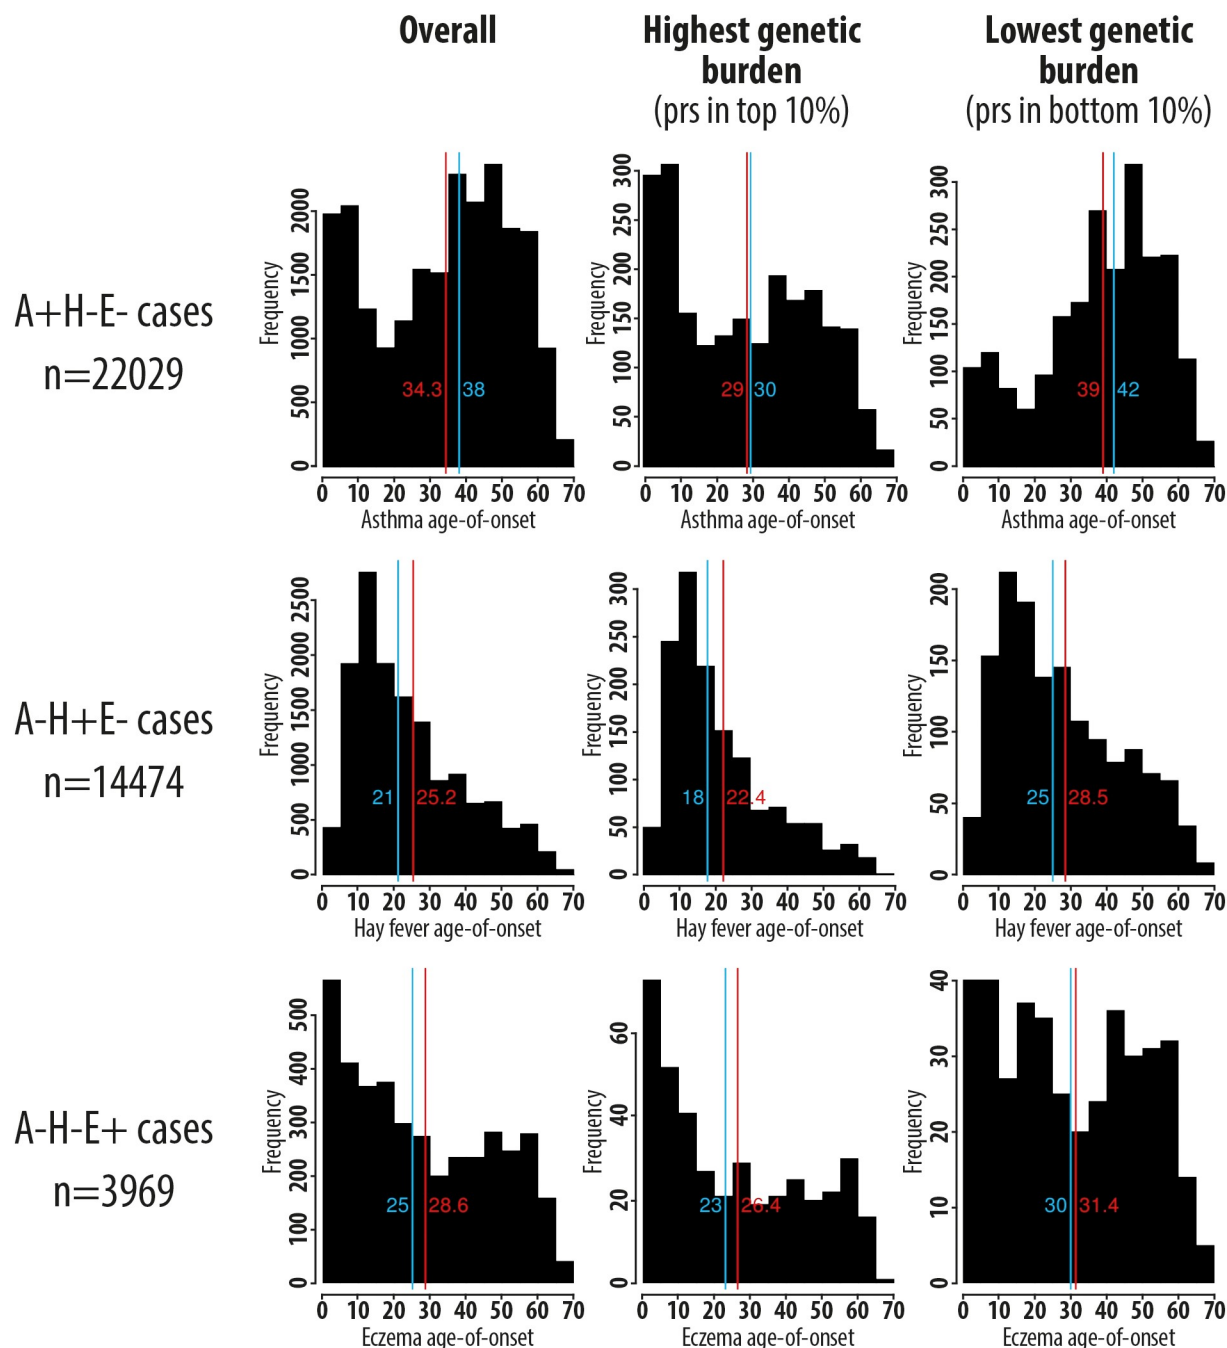 Overall
Highest genetic
burden
(prs in top 10%)
Lowest genetic
burden
(prs in bottom 10%)
A+H-E- cases
n=22029
Frequency
0 500 1000 1500 2000
34.3 38
0 10 20 30 40 50 60 70
Asthma age-of-onset
Frequency
0 50 100 150 200 250 300
29 30
0 10 20 30 40 50 60 70
Asthma age-of-onset
Frequency
0 50 100 150 200 250 300
39 42
0 10 20 30 40 50 60 70
Asthma age-of-onset
A-H+E- cases
n=14474
Frequency
0 500 1000 1500 2000 2500
21 25.2
0 10 20 30 40 50 60 70
Hay fever age-of-onset
Frequency
0 50 100 150 200 250 300
18 22.4
0 10 20 30 40 50 60 70
Hay fever age-of-onset
Frequency
0 50 100 150 200
25 28.5
0 10 20 30 40 50 60 70
Hay fever age-of-onset
A-H-E+ cases
n=3969
Frequency
0 100 200 300 400 500
25 28.6
0 10 20 30 40 50 60 70
Eczema age-of-onset
Frequency
0 20 40 60
23 26.4
0 10 20 30 40 50 60 70
Eczema age-of-onset
Frequency
0 10 20 30 40
30 31.4
0 10 20 30 40 50 60 70
Eczema age-of-onset